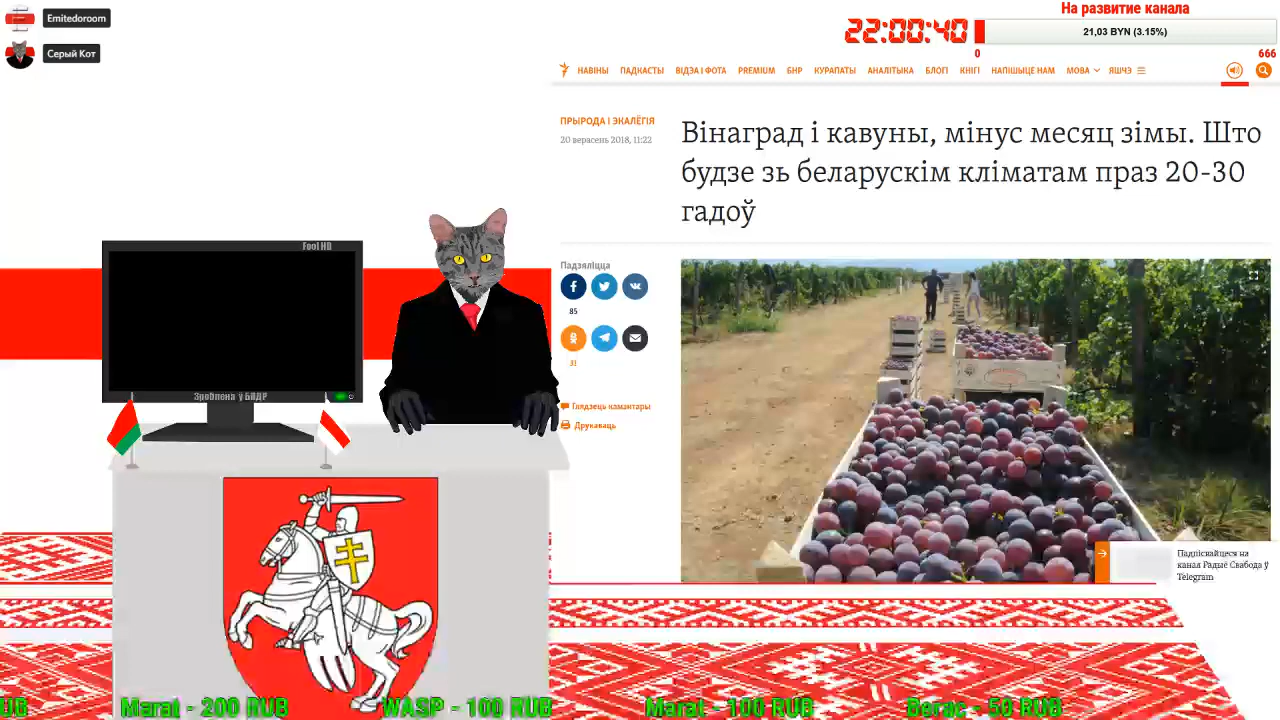 Emitedoroom
Серый Кот
22:00:40
На развитие канала
21,03 BYN (3.15%)
0
666
НАВІНЫ ПАДКАСТЫ ВІДЭА І ФОТА PREMIUM БНР КУРАПАТЫ АНАЛІТЫКА БЛОГІ КНІГІ НАПІШЫЦЕ НАМ МОВА ЯШЧЭ
ПРЫРОДА І ЭКАЛЁГІЯ
20 верасень 2018, 11:22
Вінаград і кавуны, мінус месяц зімы. Што
будзе зь беларускім кліматам праз 20-30
гадоў
Падзяліцца
85
31
Глядзець камэнтары
Друкаваць
Fool HD
Зроблена ў БНДР
Падпісвайцеся на
канал Радыё Свабода ў
Telegram
UB Marat - 200 RUB WASP - 100 RUB Marat - 100 RUB Борас - 50 RUB